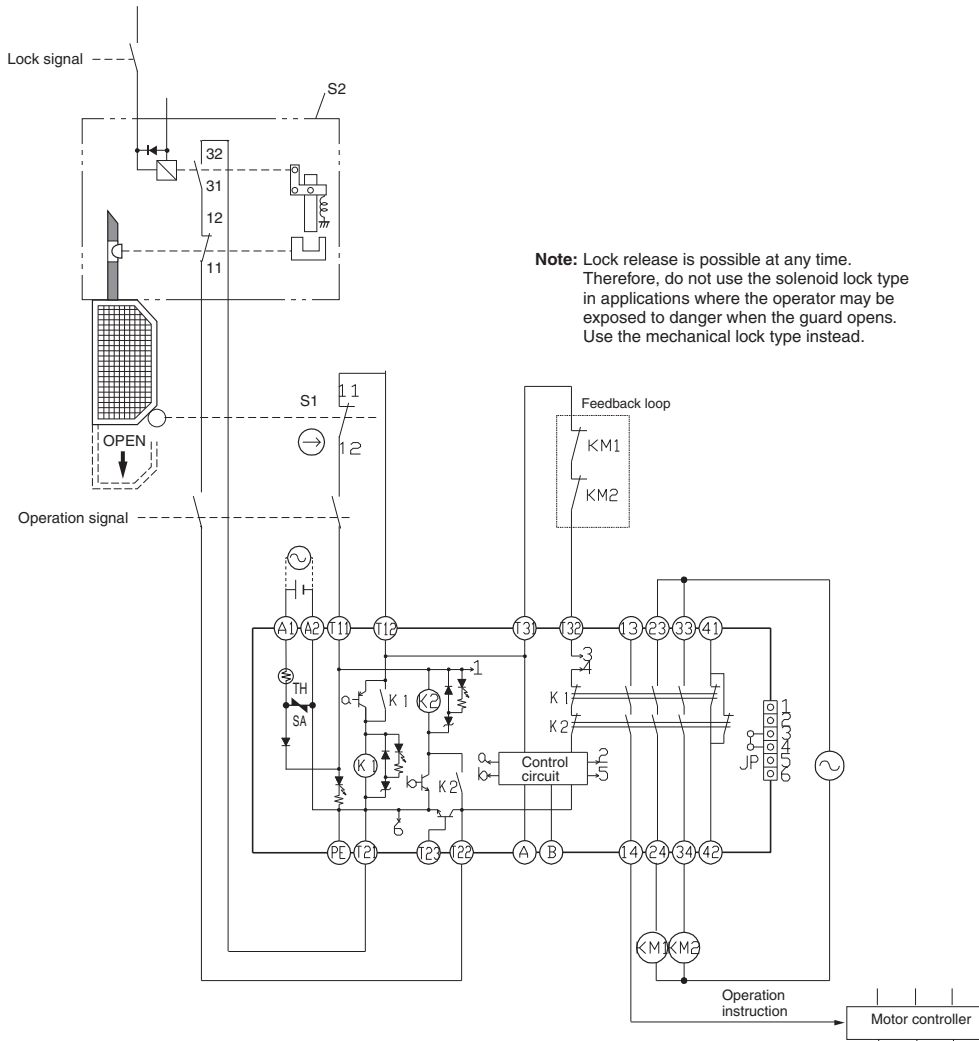 Lock signal
S2
32
31
12
11
Note: Lock release is possible at any time.
Therefore, do not use the solenoid lock type
in applications where the operator may be
exposed to danger when the guard opens.
Use the mechanical lock type instead.
S1
11
12
OPEN
Feedback loop
KM1
KM2
Operation signal
A1 A2 T11 T12 T31 T32 13 23 33 41
TH
SA
a
K1
K2
1
3
4
K1
K2
K1
b
K2
6
a
b
Control
circuit
2
5
JP
1
2
3
4
5
6
PE T21 T23 T22 A B 14 24 34 42
KM1 KM2
Operation
instruction
Motor controller